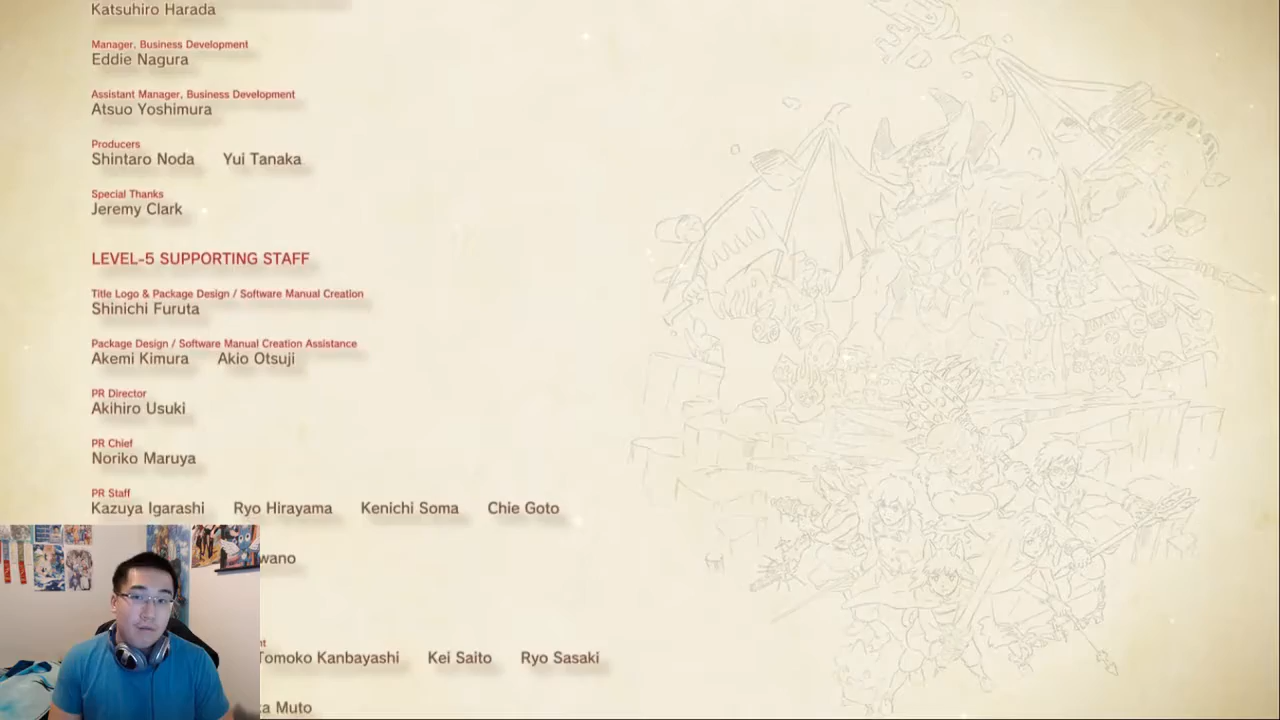 Katsuhiro Harada
Manager, Business Development
Eddie Nagura
Assistant Manager, Business Development
Atsuo Yoshimura
Producers
Shintaro Noda Yui Tanaka
Special Thanks
Jeremy Clark
LEVEL-5 SUPPORTING STAFF
Title Logo & Package Design / Software Manual Creation
Shinichi Furuta
Package Design / Software Manual Creation Assistance
Akemi Kimura Akio Otsuji
PR Director
Akihiro Usuki
PR Chief
Noriko Maruya
PR Staff
Kazuya Igarashi Ryo Hirayama Kenichi Soma Chie Goto
Tomoko Kanbayashi Kei Saito Ryo Sasaki
Muto